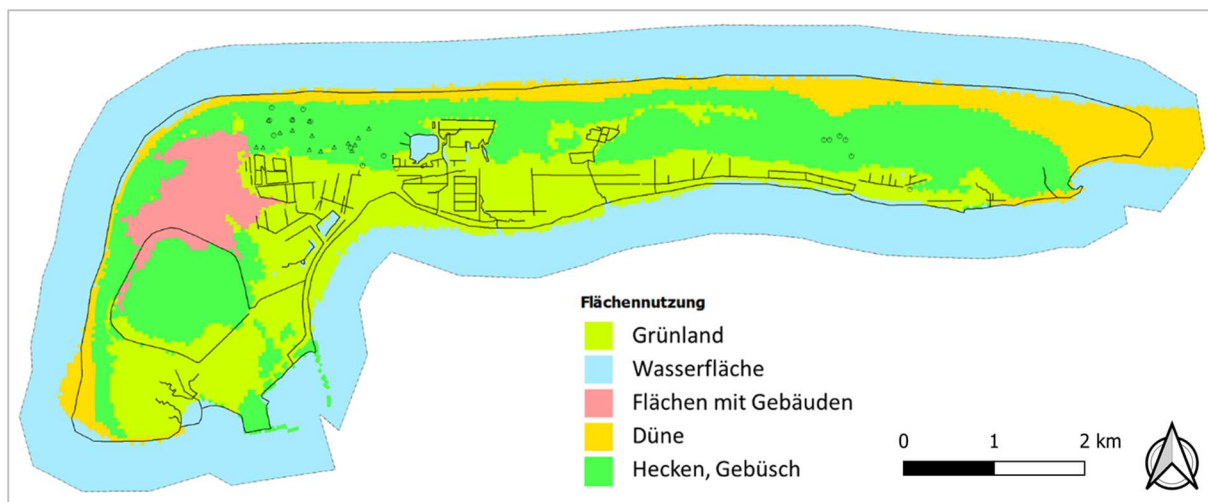 Flächennutzung
Grünland
Wasserfläche
Flächen mit Gebäuden
Düne
Hecken, Gebüsch
0 1 2 km